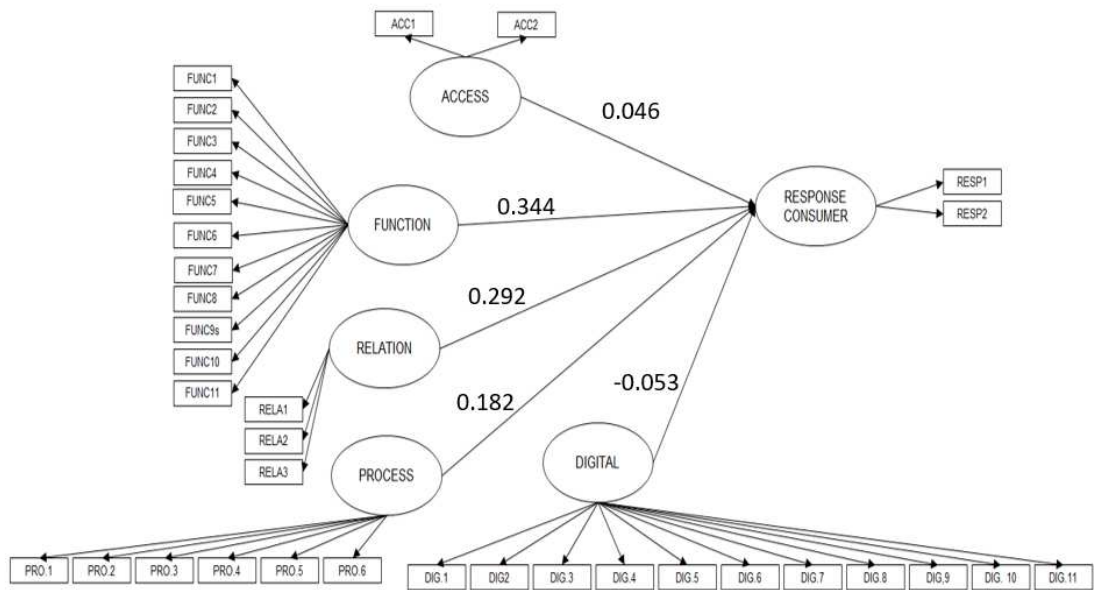 ACC1
ACC2
ACCESS
0.046
FUNC1
FUNC2
FUNC3
FUNC4
FUNC5
FUNC6
FUNC7
FUNC8
FUNC9s
FUNC10
FUNC11
FUNCTION
0.344
RESPONSE
CONSUMER
RESP1
RESP2
0.292
RELATION
RELA1
RELA2
RELA3
-0.053
0.182
PROCESS
DIGITAL
PRO.1
PRO.2
PRO.3
PRO.4
PRO.5
PRO.6
DIG.1
DIG2
DIG.3
DIG.4
DIG.5
DIG.6
DIG.7
DIG.8
DIG,9
DIG. 10
DIG.11